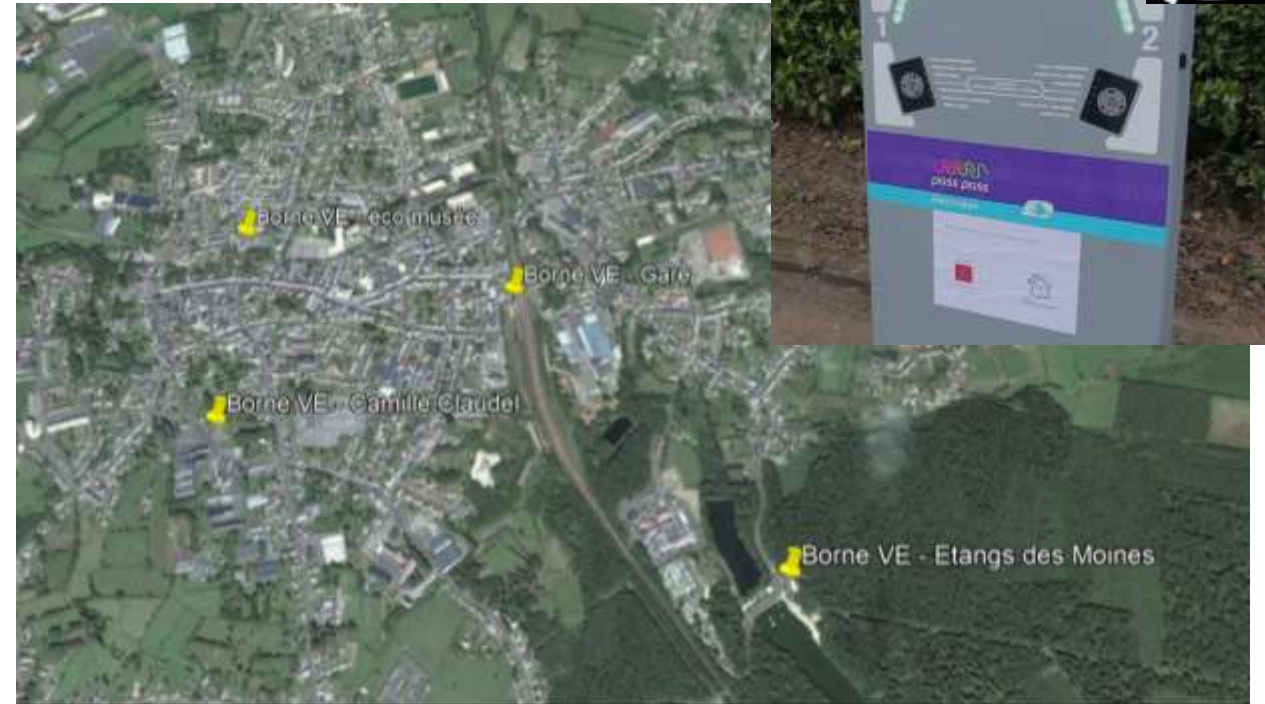 1
2
pass pass
Borne VE - éco musée
Borne VE - Gare
Borne VE - Camille Claudel
Borne VE - Etangs des Moines